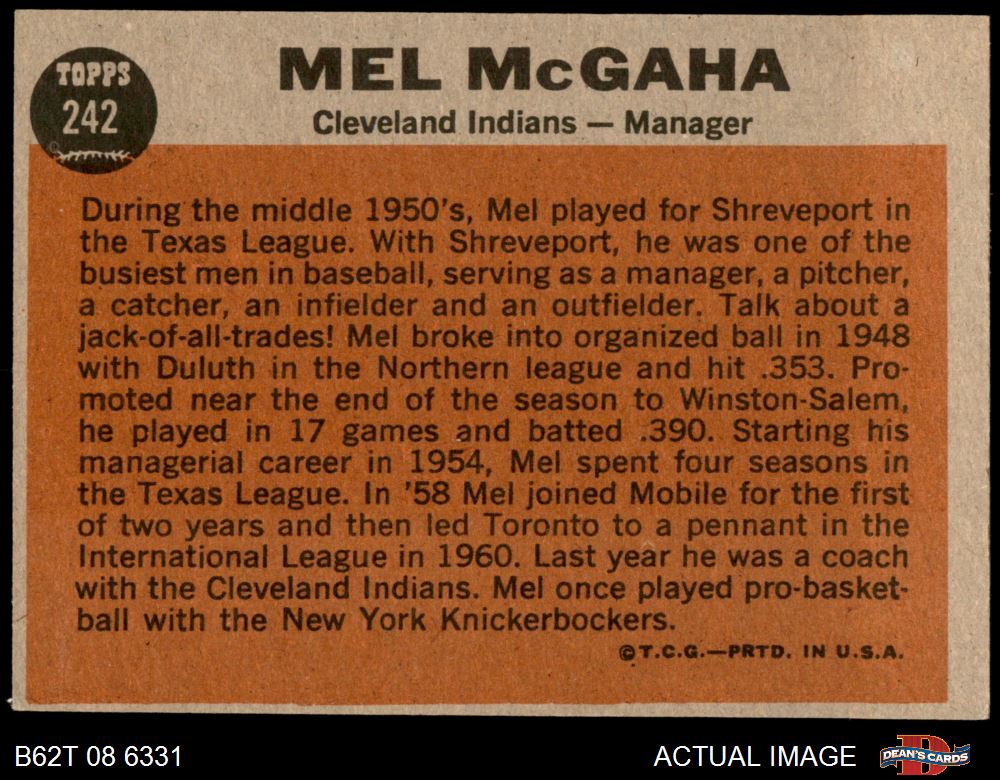 TOPPS
242
MEL McGAHA
Cleveland Indians — Manager
During the middle 1950's, Mel played for Shreveport in
the Texas League. With Shreveport, he was one of the
busiest men in baseball, serving as a manager, a pitcher,
a catcher, an infielder and an outfielder. Talk about a
jack-of-all-trades! Mel broke into organized ball in 1948
with Duluth in the Northern league and hit .353. Pro-
moted near the end of the season to Winston-Salem,
he played in 17 games and batted .390. Starting his
managerial career in 1954, Mel spent four seasons in
the Texas League. In '58 Mel joined Mobile for the first
of two years and then led Toronto to a pennant in the
International League in 1960. Last year he was a coach
with the Cleveland Indians. Mel once played pro-basket-
ball with the New York Knickerbockers.
©T.C.G.—PRTD. IN U.S.A.
B62T 08 6331
ACTUAL IMAGE
DEAN'S CARDS